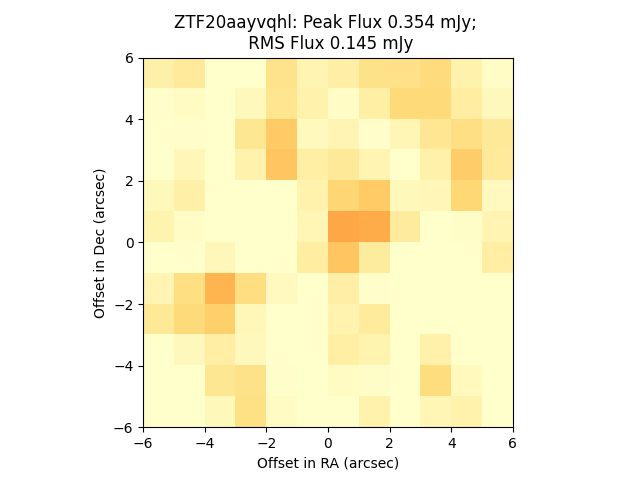 ZTF20aayvqhl: Peak Flux 0.354 mJy;
RMS Flux 0.145 mJy
6
4
2
0
−2
−4
−6
Offset in Dec (arcsec)
−6 −4 −2 0 2 4 6
Offset in RA (arcsec)